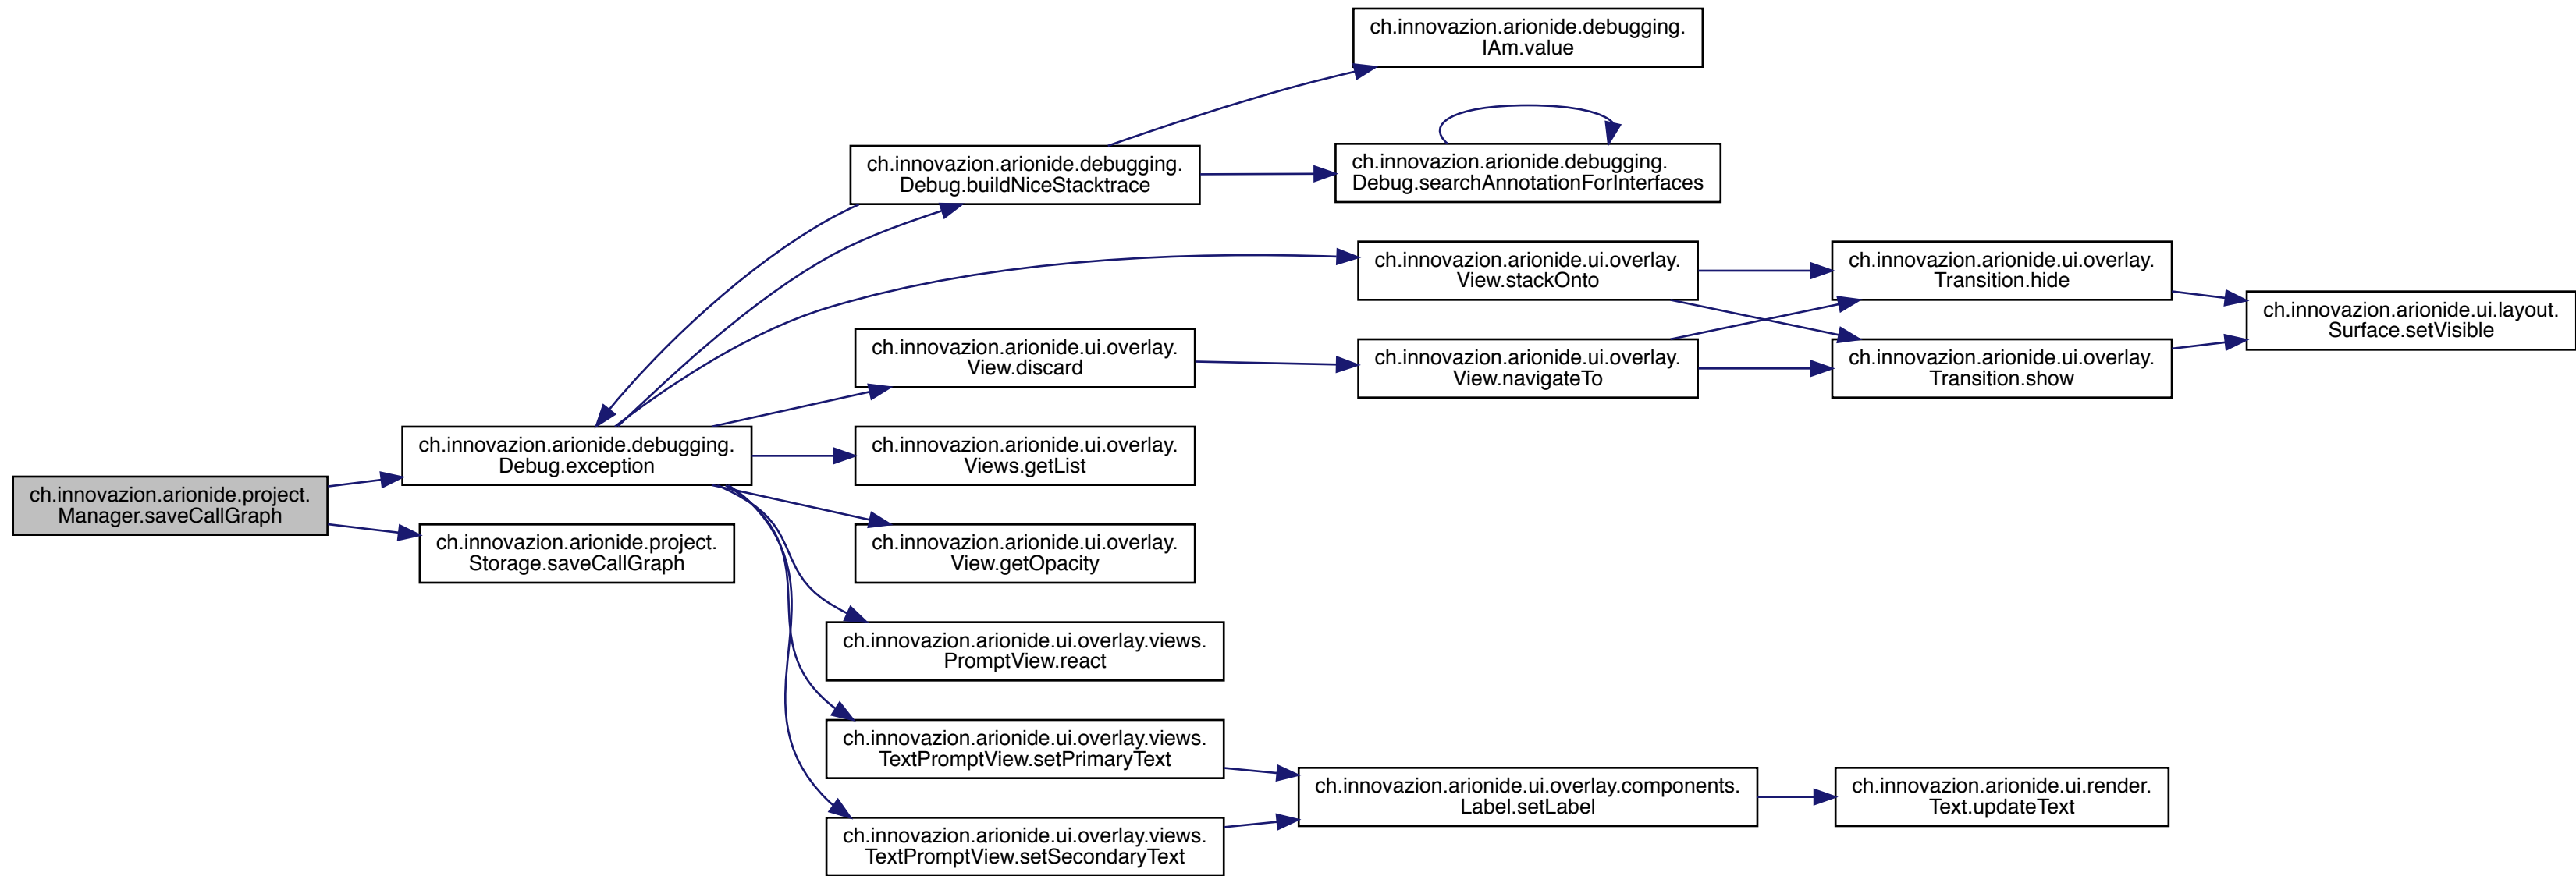 ch.innovazion.arionide.project.
Manager.saveCallGraph
ch.innovazion.arionide.debugging.
Debug.exception
ch.innovazion.arionide.project.
Storage.saveCallGraph
ch.innovazion.arionide.debugging.
Debug.buildNiceStacktrace
ch.innovazion.arionide.ui.overlay.
View.discard
ch.innovazion.arionide.ui.overlay.
Views.getList
ch.innovazion.arionide.ui.overlay.
View.getOpacity
ch.innovazion.arionide.ui.overlay.views.
PromptView.react
ch.innovazion.arionide.ui.overlay.views.
TextPromptView.setPrimaryText
ch.innovazion.arionide.ui.overlay.views.
TextPromptView.setSecondaryText
ch.innovazion.arionide.debugging.
IAm.value
ch.innovazion.arionide.debugging.
Debug.searchAnnotationForInterfaces
ch.innovazion.arionide.ui.overlay.
View.stackOnto
ch.innovazion.arionide.ui.overlay.
View.navigateTo
ch.innovazion.arionide.ui.overlay.components.
Label.setLabel
ch.innovazion.arionide.ui.overlay.
Transition.hide
ch.innovazion.arionide.ui.overlay.
Transition.show
ch.innovazion.arionide.ui.render.
Text.updateText
ch.innovazion.arionide.ui.layout.
Surface.setVisible